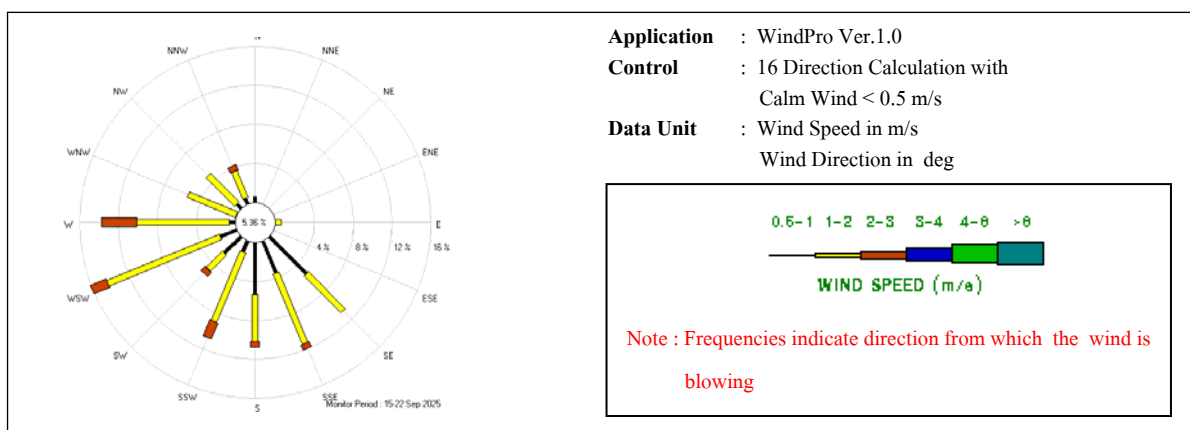 NNW
NNE
NW
NE
WNW
ENE
W
5.36 %
E
4 %
8 %
12 %
16 %
WSW
ESE
SW
SE
SSW
SSE
S
Monitor Period : 15-22 Sep 2025
Application : WindPro Ver.1.0
Control : 16 Direction Calculation with
Calm Wind < 0.5 m/s
Data Unit : Wind Speed in m/s
Wind Direction in deg
0.5-1 1-2 2-3 3-4 4-6 >6
WIND SPEED (m/s)
Note : Frequencies indicate direction from which the wind is
blowing